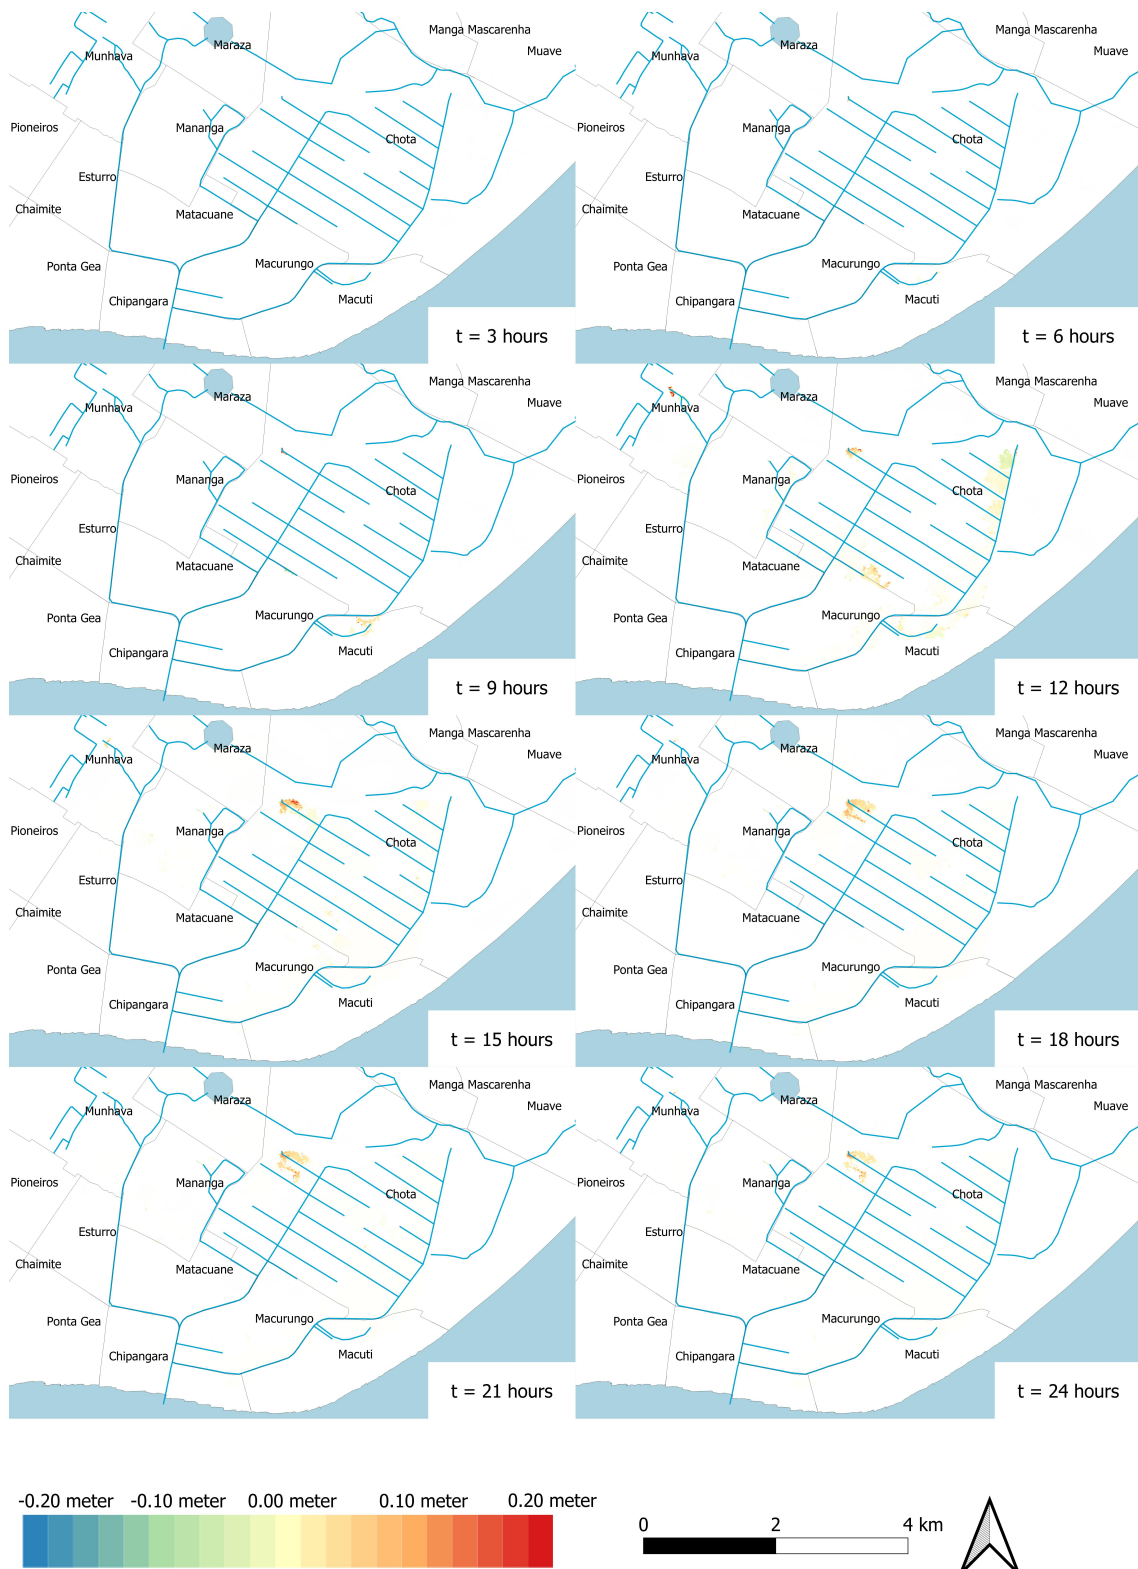 Manga Mascarenha
Maraza
Muave
Munhava
Pioneiros
Mananga
Chota
Esturro
Chaimite
Matacuane
Ponta Gea
Macurungo
Chipangara
Macuti
t = 3 hours
Manga Mascarenha
Maraza
Muave
Munhava
Pioneiros
Mananga
Chota
Esturro
Chaimite
Matacuane
Ponta Gea
Macurungo
Chipangara
Macuti
t = 6 hours
Manga Mascarenha
Maraza
Muave
Munhava
Pioneiros
Mananga
Chota
Esturro
Chaimite
Matacuane
Ponta Gea
Macurungo
Chipangara
Macuti
t = 9 hours
Manga Mascarenha
Maraza
Muave
Munhava
Pioneiros
Mananga
Chota
Esturro
Chaimite
Matacuane
Ponta Gea
Macurungo
Chipangara
Macuti
t = 12 hours
Manga Mascarenha
Maraza
Muave
Munhava
Pioneiros
Mananga
Chota
Esturro
Chaimite
Matacuane
Ponta Gea
Macurungo
Chipangara
Macuti
t = 15 hours
Manga Mascarenha
Maraza
Muave
Munhava
Pioneiros
Mananga
Chota
Esturro
Chaimite
Matacuane
Ponta Gea
Macurungo
Chipangara
Macuti
t = 18 hours
Manga Mascarenha
Maraza
Muave
Munhava
Pioneiros
Mananga
Chota
Esturro
Chaimite
Matacuane
Ponta Gea
Macurungo
Chipangara
Macuti
t = 21 hours
Manga Mascarenha
Maraza
Muave
Munhava
Pioneiros
Mananga
Chota
Esturro
Chaimite
Matacuane
Ponta Gea
Macurungo
Chipangara
Macuti
t = 24 hours
-0.20 meter -0.10 meter 0.00 meter 0.10 meter 0.20 meter
0 2 4 km